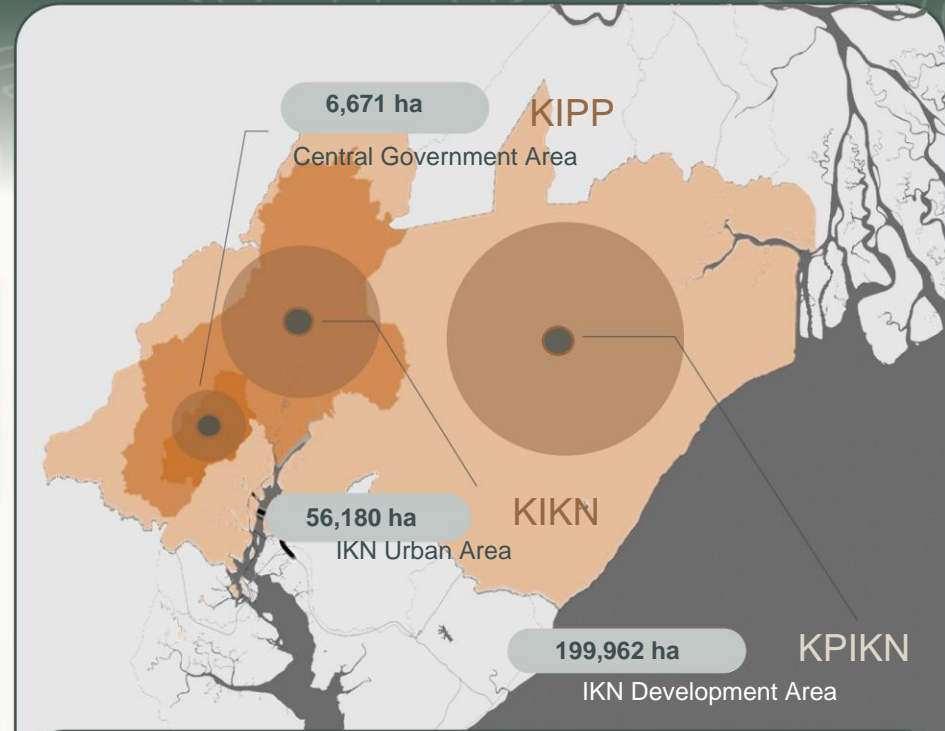 6,671 ha
KIPP
Central Government Area
56,180 ha
KIKN
IKN Urban Area
199,962 ha
KPIKN
IKN Development Area